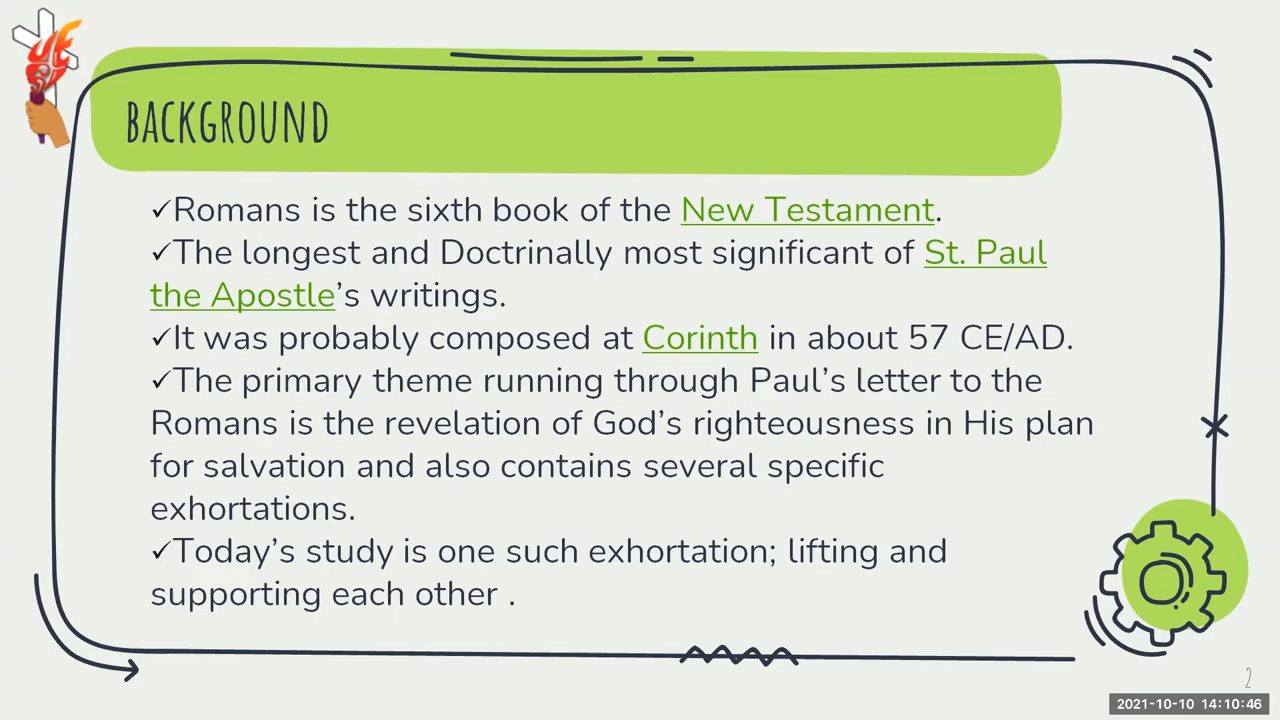 BACKGROUND
✓Romans is the sixth book of the New Testament.
✓The longest and Doctrinally most significant of St. Paul
the Apostle’s writings.
✓It was probably composed at Corinth in about 57 CE/AD.
✓The primary theme running through Paul’s letter to the
Romans is the revelation of God’s righteousness in His plan
for salvation and also contains several specific
exhortations.
✓Today’s study is one such exhortation; lifting and
supporting each other .
2
2021-10-10 14:10:46